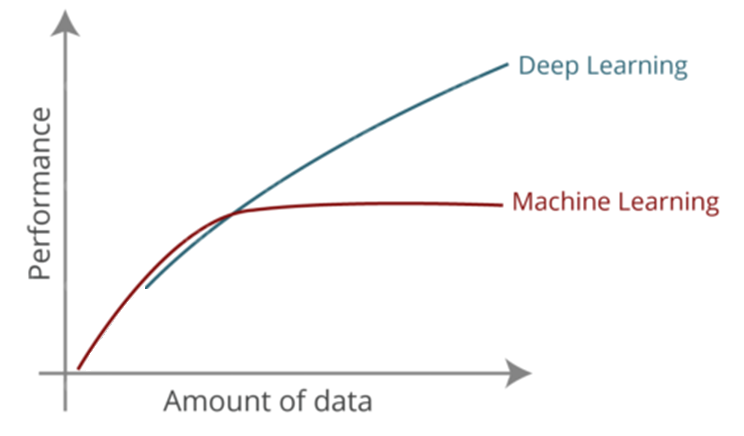 Deep Learning
Performance
Machine Learning
Amount of data